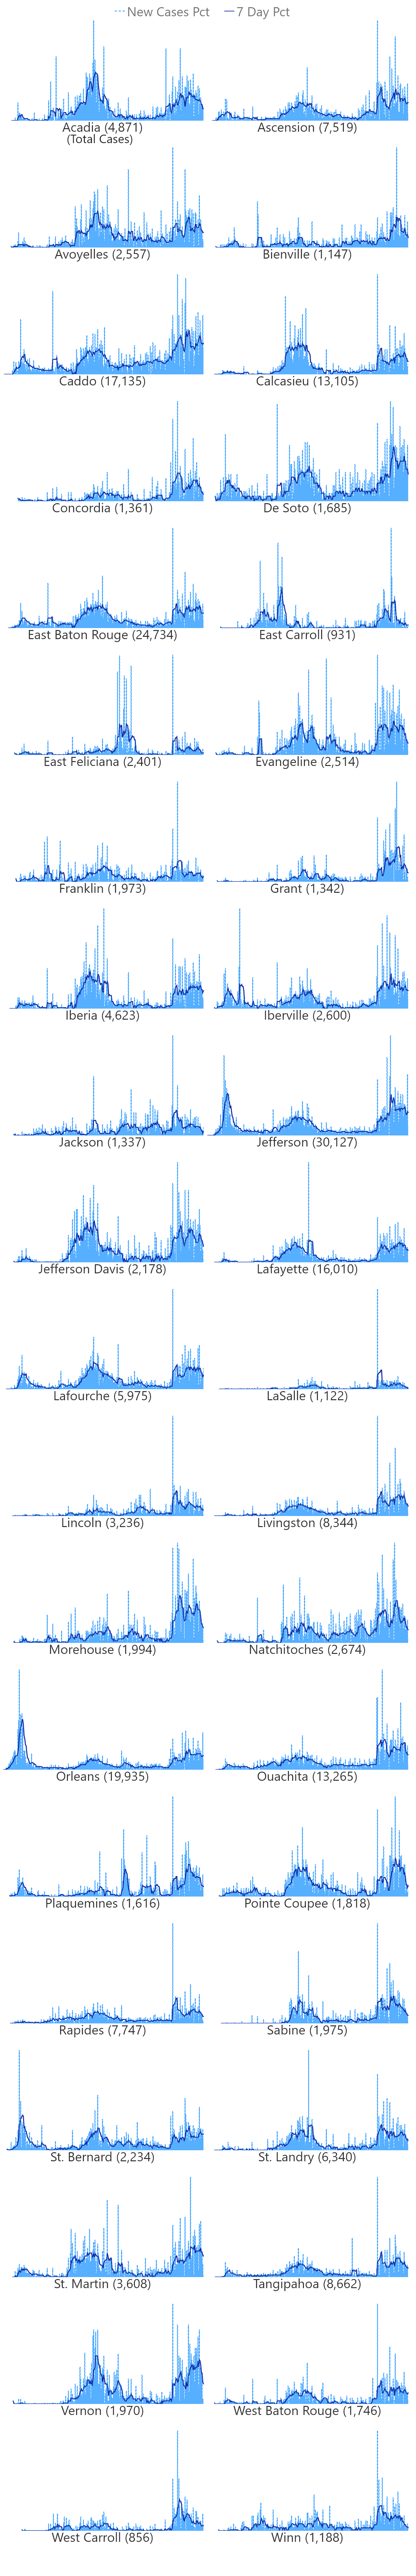 New Cases Pct 7 Day Pct
Acadia (4,871)
(Total Cases)
Ascension (7,519)
Avoyelles (2,557)
Bienville (1,147)
Caddo (17,135)
Calcasieu (13,105)
Concordia (1,361)
De Soto (1,685)
East Baton Rouge (24,734)
East Carroll (931)
East Feliciana (2,401)
Evangeline (2,514)
Franklin (1,973)
Grant (1,342)
Iberia (4,623)
Iberville (2,600)
Jackson (1,337)
Jefferson (30,127)
Jefferson Davis (2,178)
Lafayette (16,010)
Lafourche (5,975)
LaSalle (1,122)
Lincoln (3,236)
Livingston (8,344)
Morehouse (1,994)
Natchitoches (2,674)
Orleans (19,935)
Ouachita (13,265)
Plaquemines (1,616)
Pointe Coupee (1,818)
Rapides (7,747)
Sabine (1,975)
St. Bernard (2,234)
St. Landry (6,340)
St. Martin (3,608)
Tangipahoa (8,662)
Vernon (1,970)
West Baton Rouge (1,746)
West Carroll (856)
Winn (1,188)